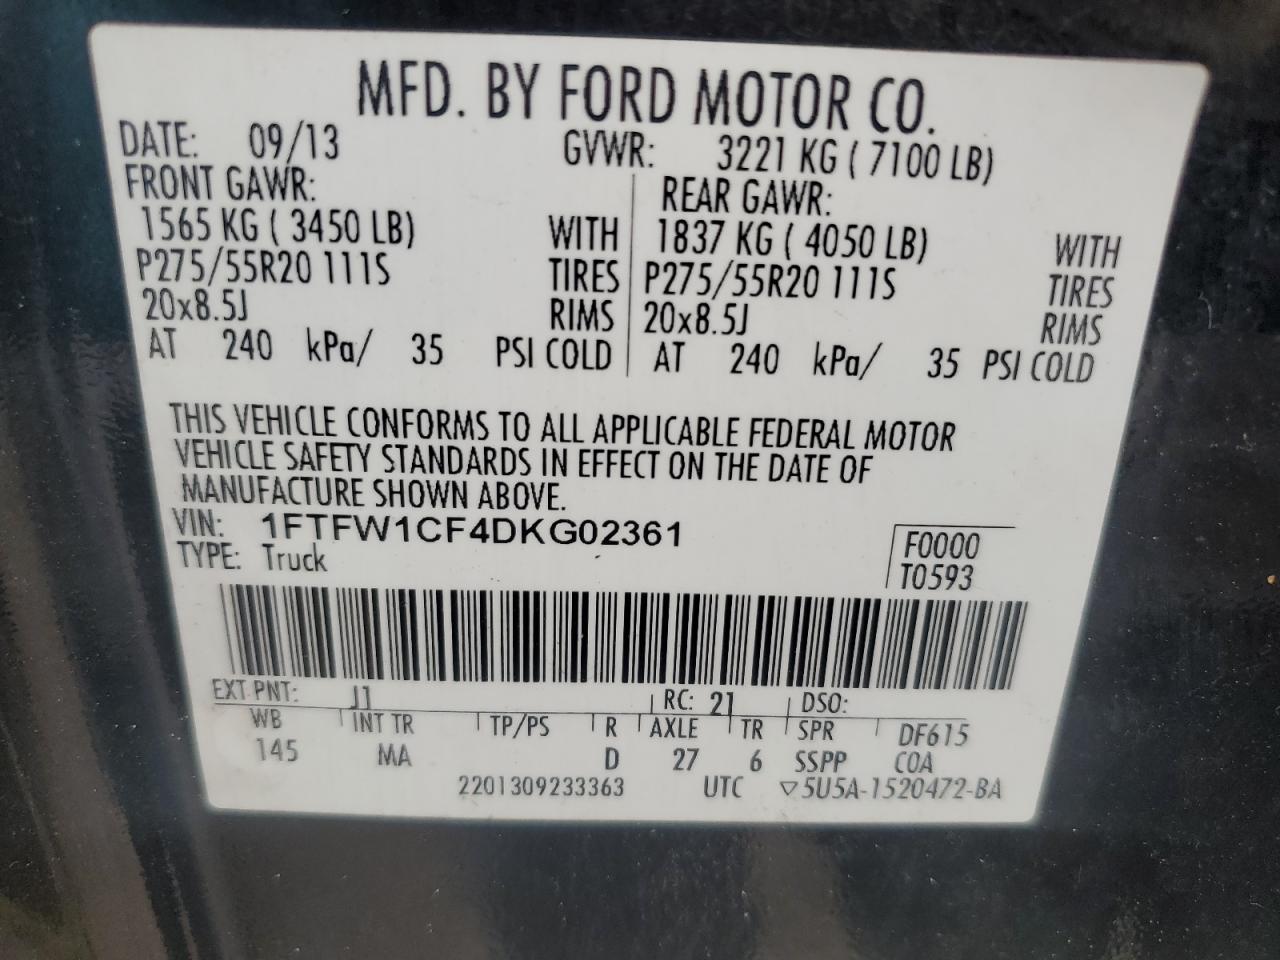 MFD. BY FORD MOTOR CO.
DATE: 09/13 GVWR: 3221 KG ( 7100 LB)
FRONT GAWR: REAR GAWR:
1565 KG ( 3450 LB) WITH 1837 KG ( 4050 LB) WITH
P275/55R20 111S TIRES P275/55R20 111S TIRES
20x8.5J RIMS 20x8.5J RIMS
AT 240 kPa/ 35 PSI COLD AT 240 kPa/ 35 PSI COLD
THIS VEHICLE CONFORMS TO ALL APPLICABLE FEDERAL MOTOR
VEHICLE SAFETY STANDARDS IN EFFECT ON THE DATE OF
MANUFACTURE SHOWN ABOVE.
VIN: 1FTFW1CF4DKG02361 F0000
TYPE: Truck T0593
EXT PNT: J1 RC: 21 DSO:
WB INT TR TP/PS R AXLE TR SPR DF615
145 MA D 27 6 SSPP COA
2201309233363 UTC ▽5U5A-1520472-BA